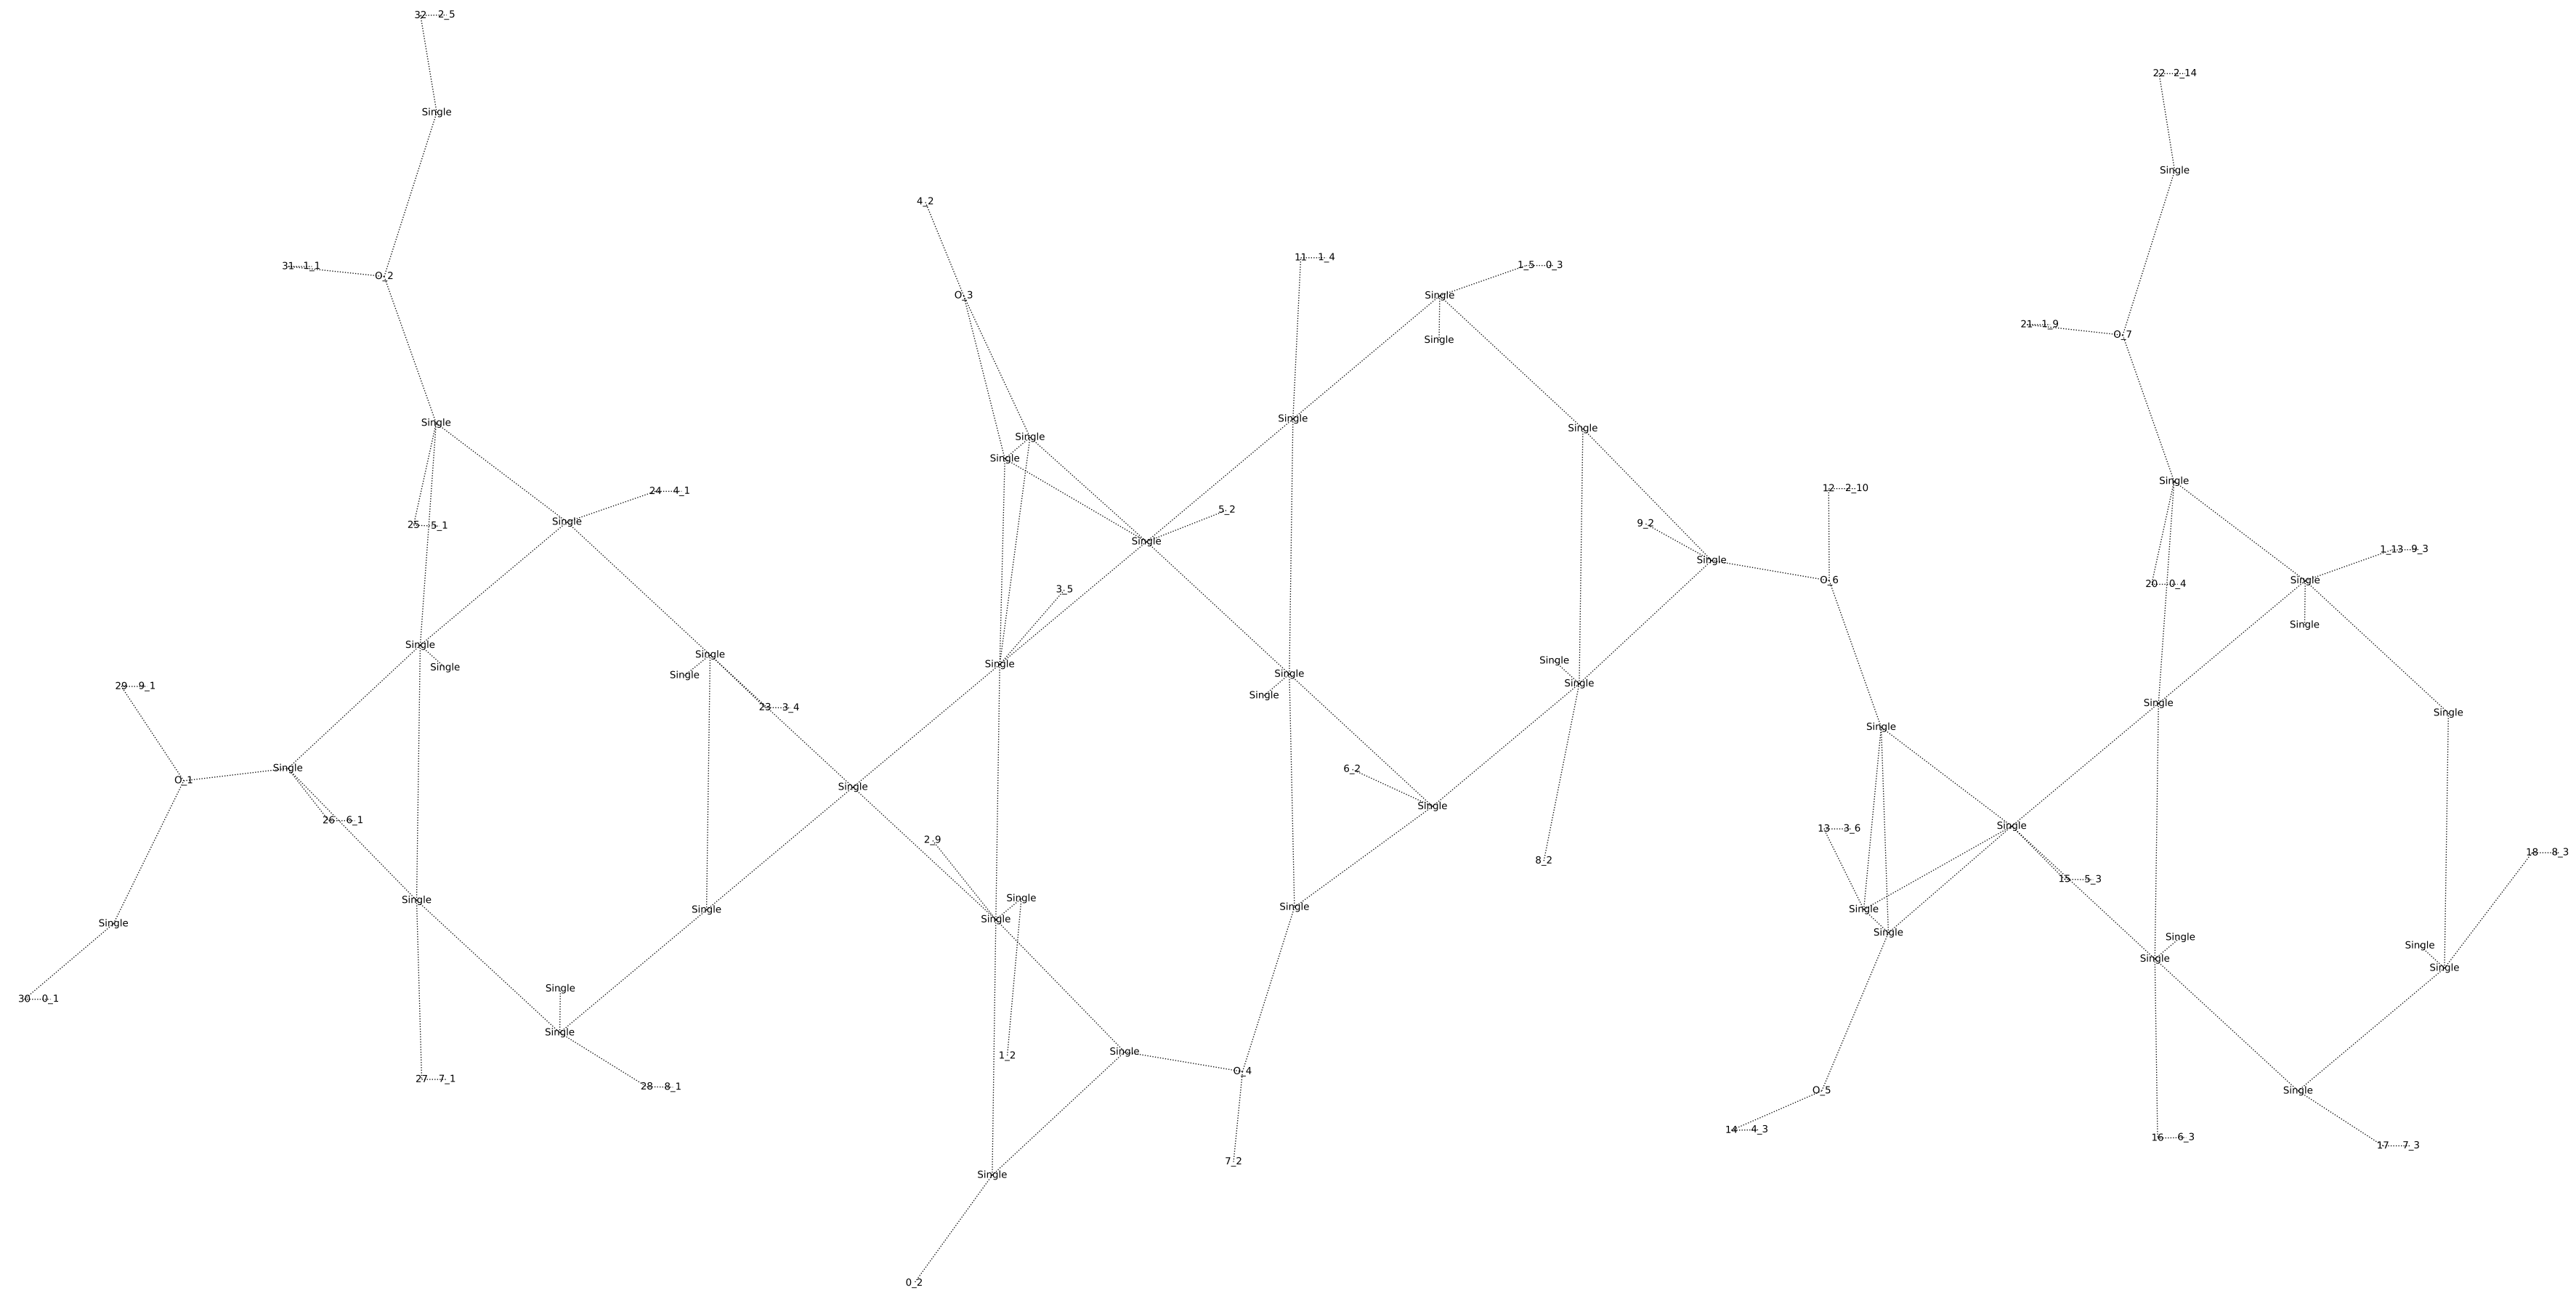 32 2_5
22 2_14
Single
Single
4_2
11 1_4
1_5 0_3
31 1_1
O_2
O_3
Single
21 1_9
O_7
Single
Single
Single
Single
Single
Single
Single
24 4_1
12 2_10
25 5_1
5_2
9_2
Single
Single
Single
1_13 9_3
O_6
20 0_4
Single
3_5
Single
Single
Single
Single
Single
Single
Single
Single
Single
Single
29 9_1
Single
Single
Single
23 3_4
Single
Single
6_2
O_1
Single
Single
26 6_1
13 3_6
Single
2_9
18 8_3
8_2
15 5_3
Single
Single
Single
Single
Single
Single
Single
Single
Single
Single
Single
Single
Single
30 0_1
Single
Single
1_2
O_4
27 7_1
28 8_1
O_5
Single
14 4_3
16 6_3
17 7_3
7_2
Single
0_2